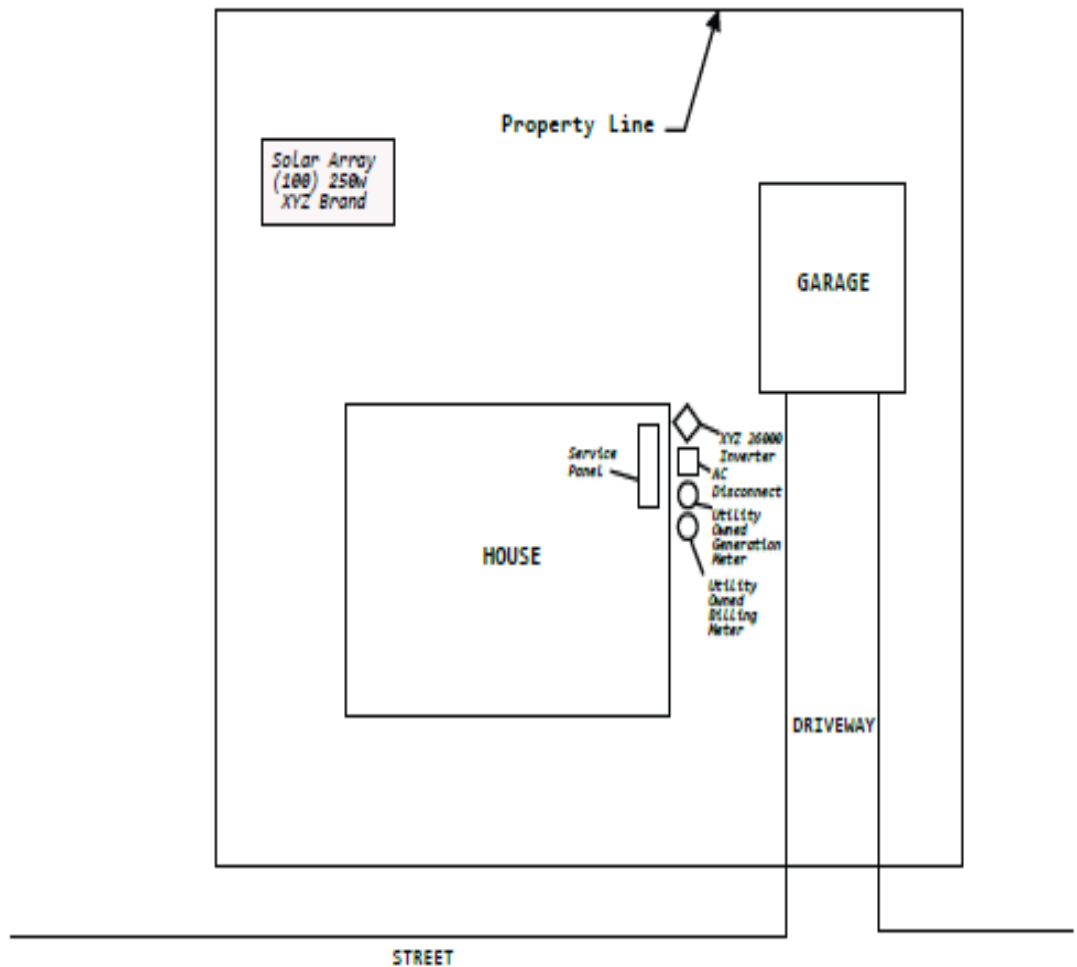 Property Line
Solar Array
(100) 250w
XYZ Brand
GARAGE
XYZ 26000
Inverter
Service
Panel
AC
Disconnect
Utility
Owned
Generation
Meter
HOUSE
Utility
Owned
Billing
Meter
DRIVEWAY
STREET